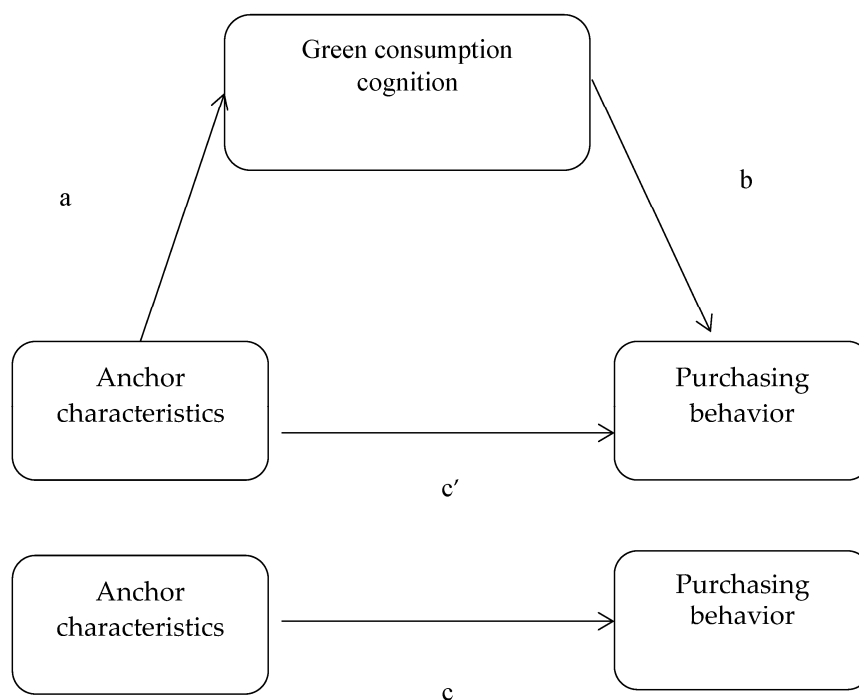 Green consumption
cognition
a
b
Anchor
characteristics
Purchasing
behavior
c′
Anchor
characteristics
Purchasing
behavior
c